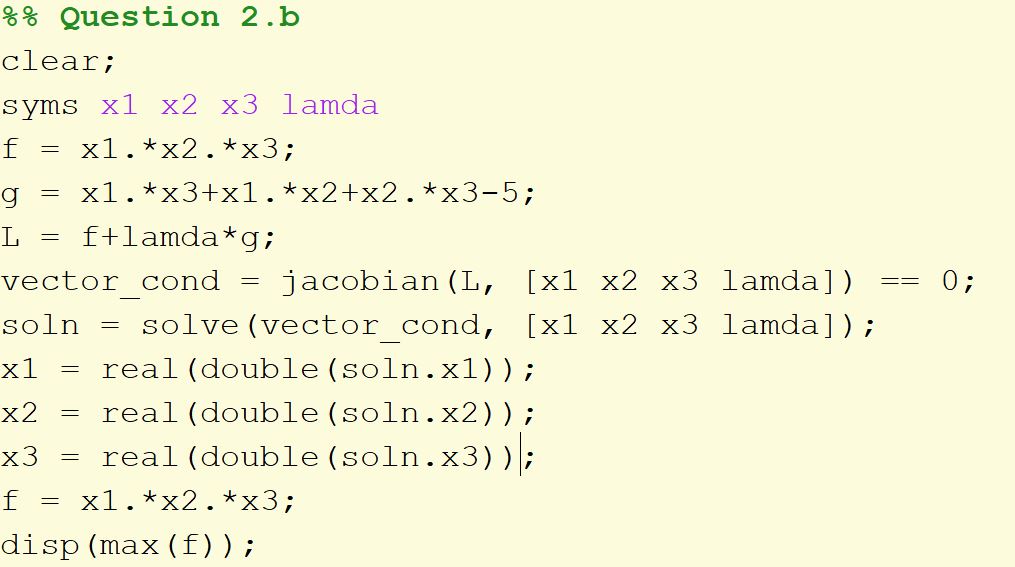 %% Question 2.b
clear;
syms x1 x2 x3 lamda
f = x1.*x2.*x3;
g = x1.*x3+x1.*x2+x2.*x3-5;
L = f+lamda*g;
vector_cond = jacobian(L, [x1 x2 x3 lamda]) == 0;
soln = solve(vector_cond, [x1 x2 x3 lamda]);
x1 = real(double(soln.x1));
x2 = real(double(soln.x2));
x3 = real(double(soln.x3));
f = x1.*x2.*x3;
disp(max(f));